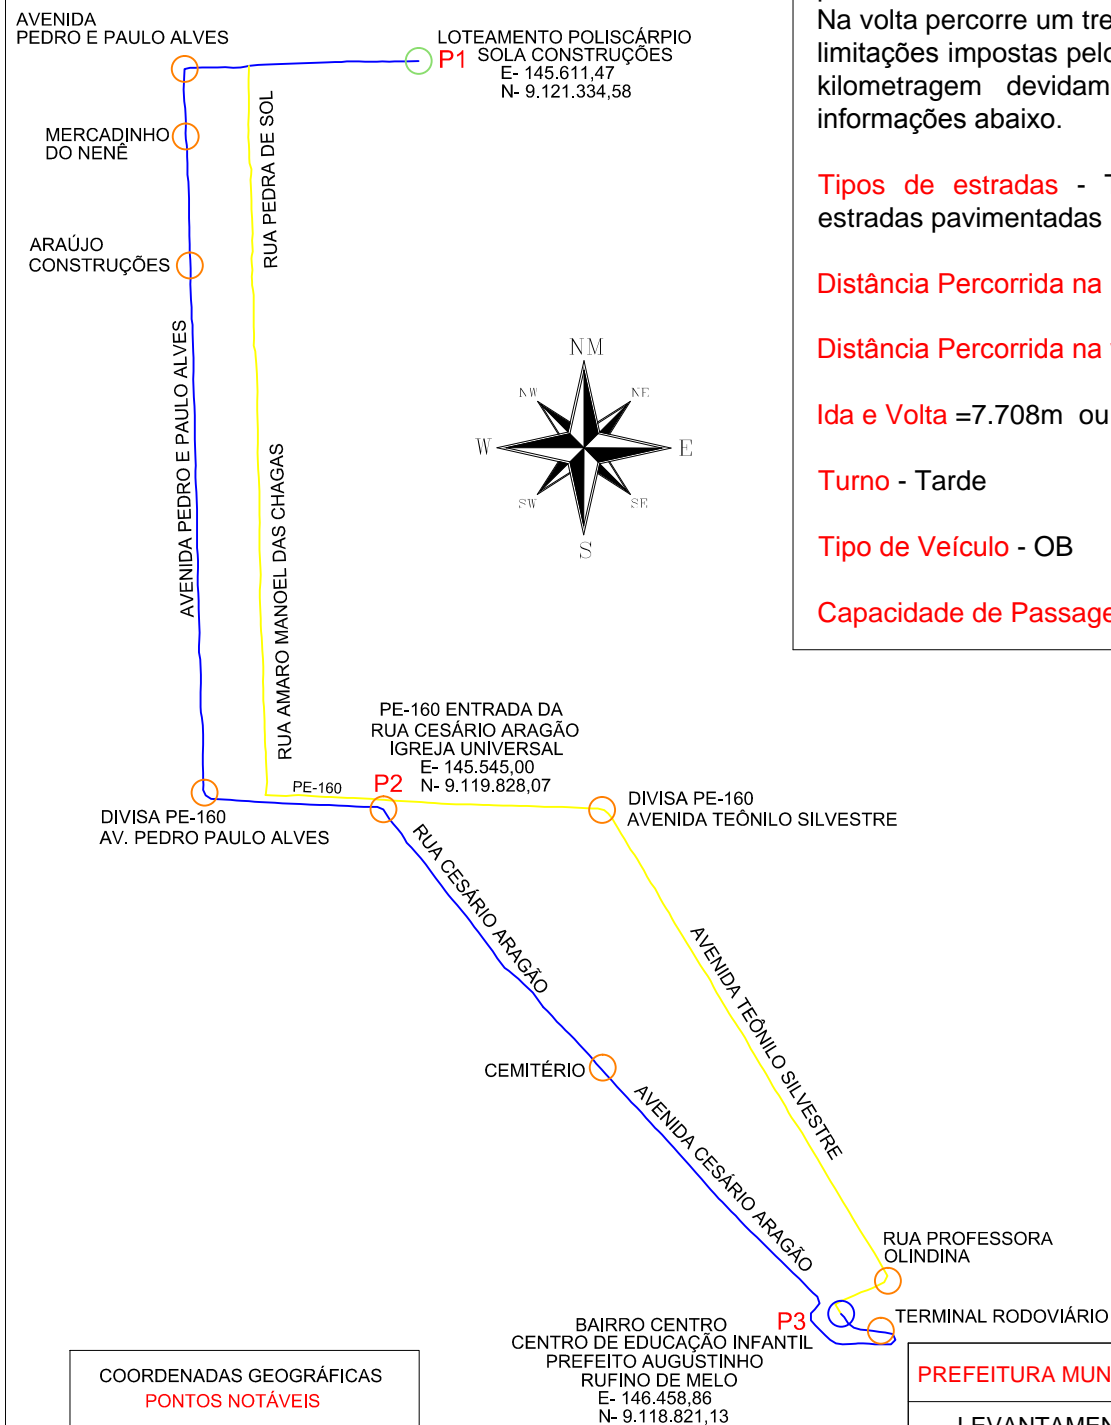 AVENIDA
PEDRO E PAULO ALVES
LOTEAMENTO POLISCÁRPIO
P1 SOLA CONSTRUÇÕES
E- 145.611,47
N- 9.121.334,58
MERCADINHO
DO NENÊ
RUA PEDRA DE SOL
ARAÚJO
CONSTRUÇÕES
AVENIDA PEDRO E PAULO ALVES
RUA AMARO MANOEL DAS CHAGAS
NM
NW
NE
W
E
SW
SE
S
Na volta percorre um tre
limitações impostas pelo
kilometragem devidam
informações abaixo.
Tipos de estradas - T
estradas pavimentadas
Distância Percorrida na
Distância Percorrida na
Ida e Volta =7.708m ou
Turno - Tarde
Tipo de Veículo - OB
Capacidade de Passage
PE-160 ENTRADA DA
RUA CESÁRIO ARAGÃO
IGREJA UNIVERSAL
E- 145.545,00
N- 9.119.828,07
PE-160
P2
DIVISA PE-160
AV. PEDRO PAULO ALVES
DIVISA PE-160
AVENIDA TEÔNILO SILVESTRE
RUA CESÁRIO ARAGÃO
AVENIDA TEÔNILO SILVESTRE
CEMITÉRIO
AVENIDA CESÁRIO ARAGÃO
RUA PROFESSORA
OLINDINA
TERMINAL RODOVIÁRIO
P3
BAIRRO CENTRO
CENTRO DE EDUCAÇÃO INFANTIL
PREFEITO AUGUSTINHO
RUFINO DE MELO
E- 146.458,86
N- 9.118.821,13
COORDENADAS GEOGRÁFICAS
PONTOS NOTÁVEIS
PREFEITURA MUN
LEVANTAMEN